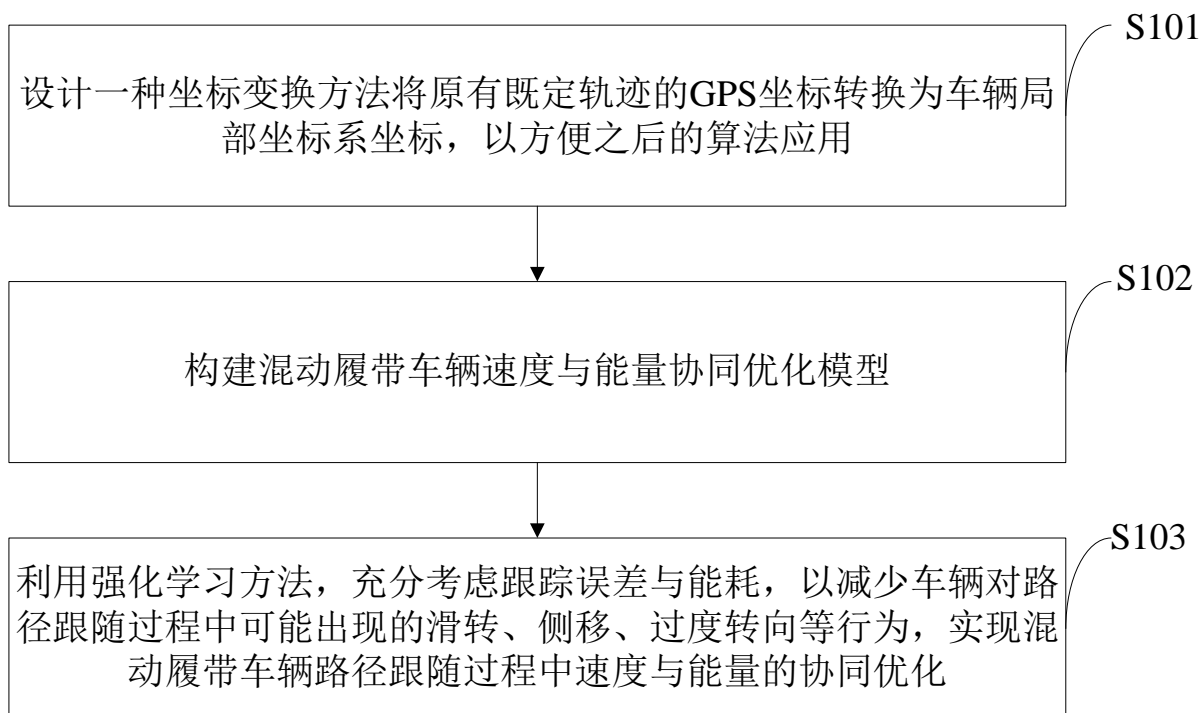 S101
设计一种坐标变换方法将原有既定轨迹的GPS坐标转换为车辆局
部坐标系坐标，以方便之后的算法应用
S102
构建混动履带车辆速度与能量协同优化模型
S103
利用强化学习方法，充分考虑跟踪误差与能耗，以减少车辆对路
径跟随过程中可能出现的滑转、侧移、过度转向等行为，实现混
动履带车辆路径跟随过程中速度与能量的协同优化